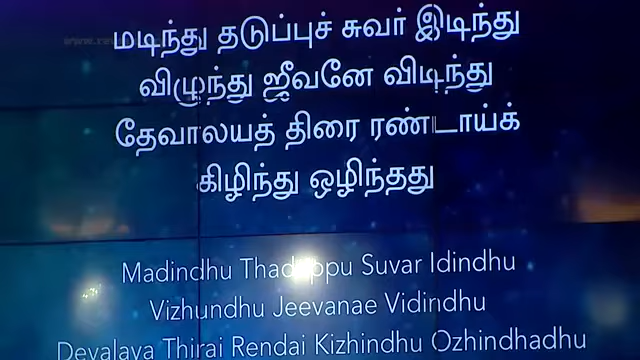 மடிந்து தடுப்புச் சுவர் இடிந்து
விழுந்து ஜீவனே விடிந்து
தேவாலயத் திரை ரண்டாய்க்
கிழிந்து ஒழிந்தது
Madindhu Thaduppu Suvar Idindhu
Vizhundhu Jeevanae Vidindhu
Devalaya Thirai Rendai Kizhindhu Ozhindhadhu